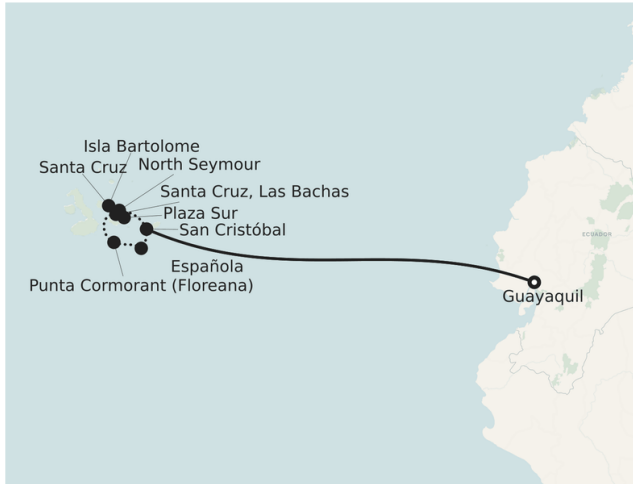 Isla Bartolome
Santa Cruz
North Seymour
Santa Cruz, Las Bachas
Plaza Sur
San Cristóbal
Española
Punta Cormorant (Floreana)
ECUADOR
Guayaquil